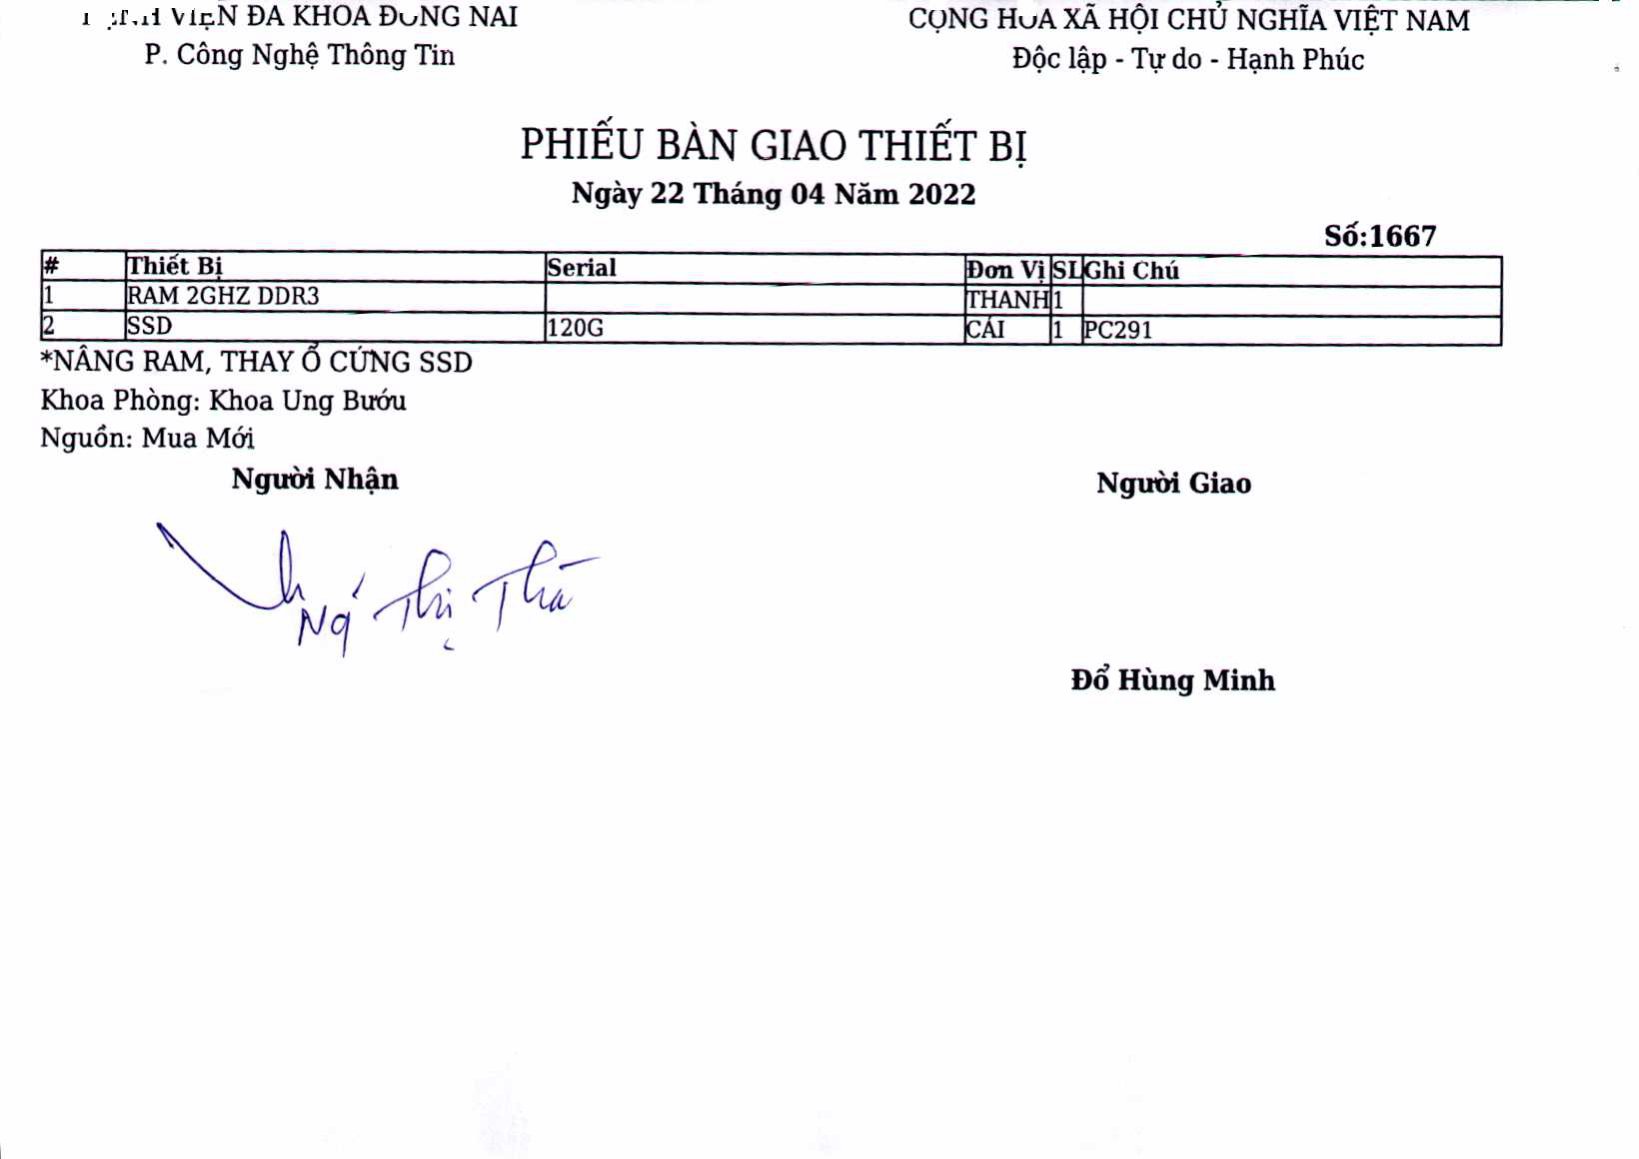 BỆNH VIỆN ĐA KHOA ĐỒNG NAI
P. Công Nghệ Thông Tin
CỘNG HÒA XÃ HỘI CHỦ NGHĨA VIỆT NAM
Độc lập - Tự do - Hạnh Phúc
PHIẾU BÀN GIAO THIẾT BỊ
Ngày 22 Tháng 04 Năm 2022
Số:1667
# Thiết Bị Serial Đơn Vị SL Ghi Chú
1 RAM 2GHZ DDR3 THANH 1
2 SSD 120G CÁI 1 PC291
*NÂNG RAM, THAY Ổ CỨNG SSD
Khoa Phòng: Khoa Ung Bướu
Nguồn: Mua Mới
Người Nhận
Người Giao
Thị
Đổ Hùng Minh